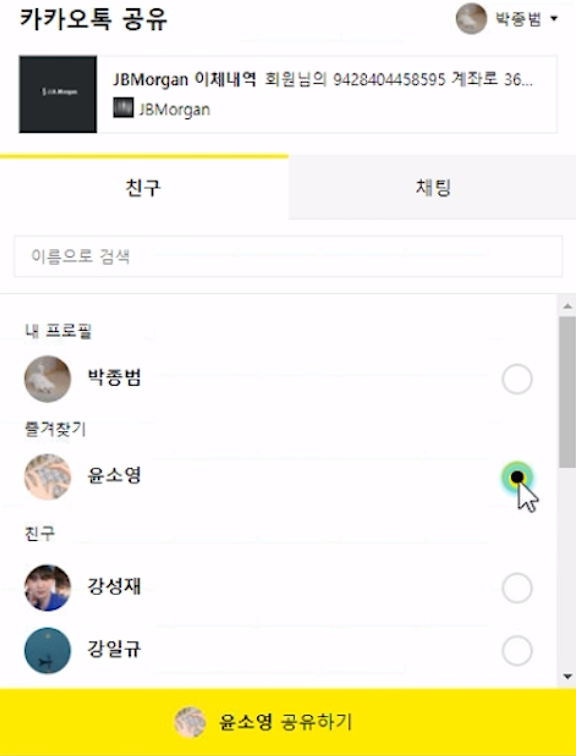 카카오톡 공유
박종범
JBMorgan 이체내역 회원님의 9428404458595 계좌로 36...
J.B.Morgan
JBMorgan
친구
채팅
이름으로 검색
내 프로필
박종범
즐겨찾기
윤소영
친구
강성재
강일규
윤소영 공유하기